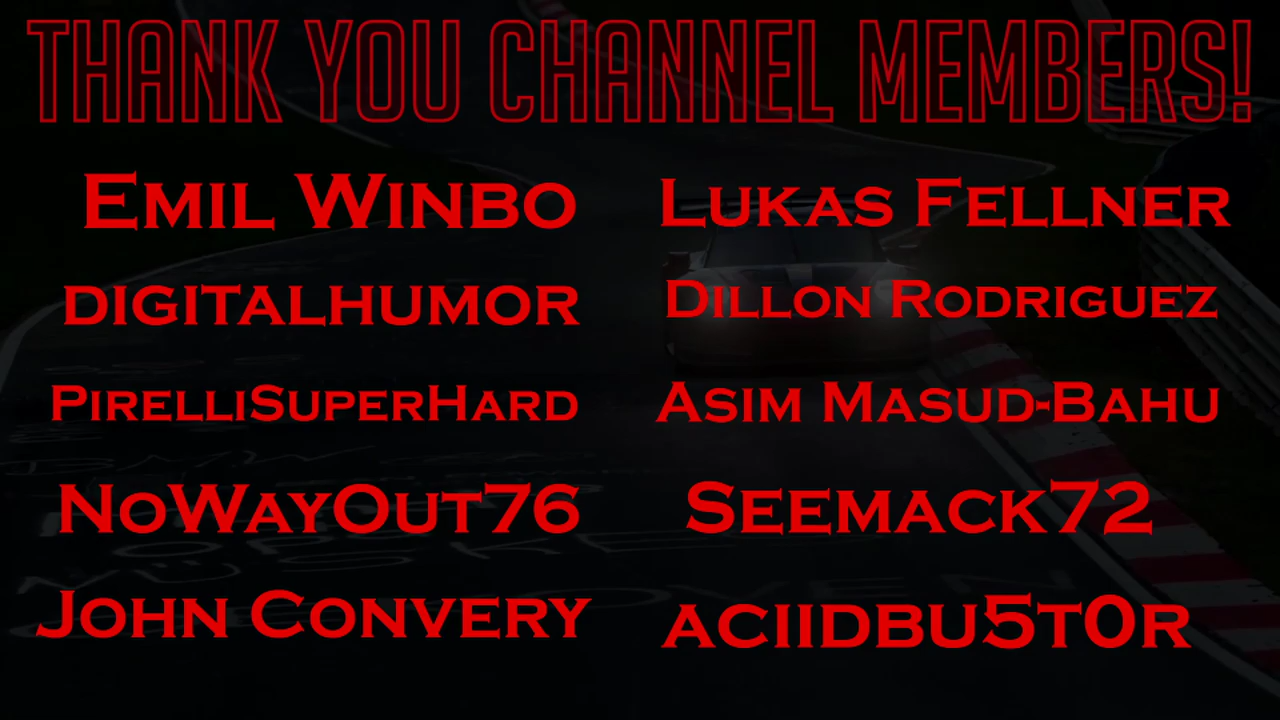 THANK YOU CHANNEL MEMBERS!
Emil Winbo
Lukas Fellner
digitalhumor
Dillon Rodriguez
PirelliSuperHard
Asim Masud-Bahu
NoWayOut76
Seemack72
John Convery
aciidbu5t0r